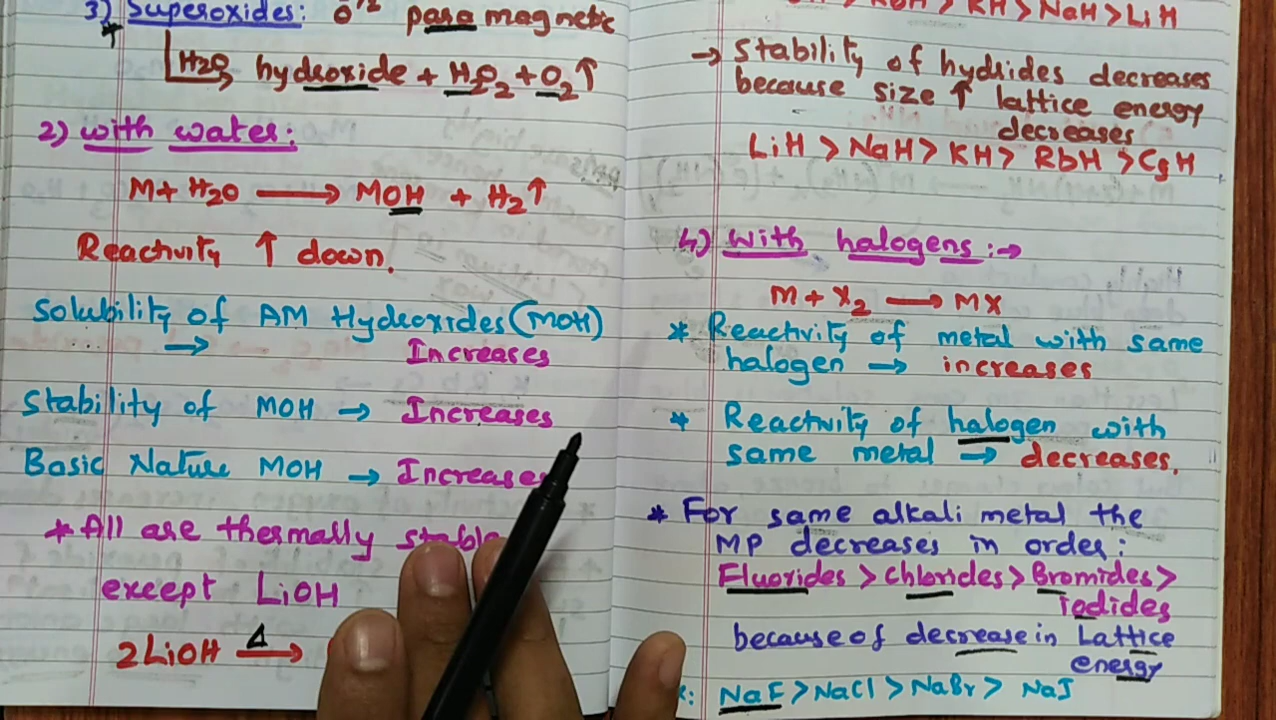 3) Superoxides: O⁻¹/² paramagnetic
H2O hydroxide + H2O2 + O2↑
2) with water:
M + H2O → MOH + H2↑
Reactivity ↑ down.
Solubility of AM Hydroxides(MOH)
→ Increases
Stability of MOH → Increases
Basic Nature MOH → Increases
* All are thermally stable
except LiOH
2LiOH Δ→
> RbH > KH > NaH > LiH
→ Stability of hydrides decreases
because size ↑ lattice energy
decreases
LiH > NaH > KH > RbH > CsH
4) With halogens:→
M + X2 → MX
* Reactivity of metal with same
halogen → increases
* Reactivity of halogen with
same metal → decreases.
* For same alkali metal the
MP decreases in order:
Fluorides > Chlorides > Bromides >
iodides
because of decrease in Lattice
energy
: NaF > NaCl > NaBr > NaI